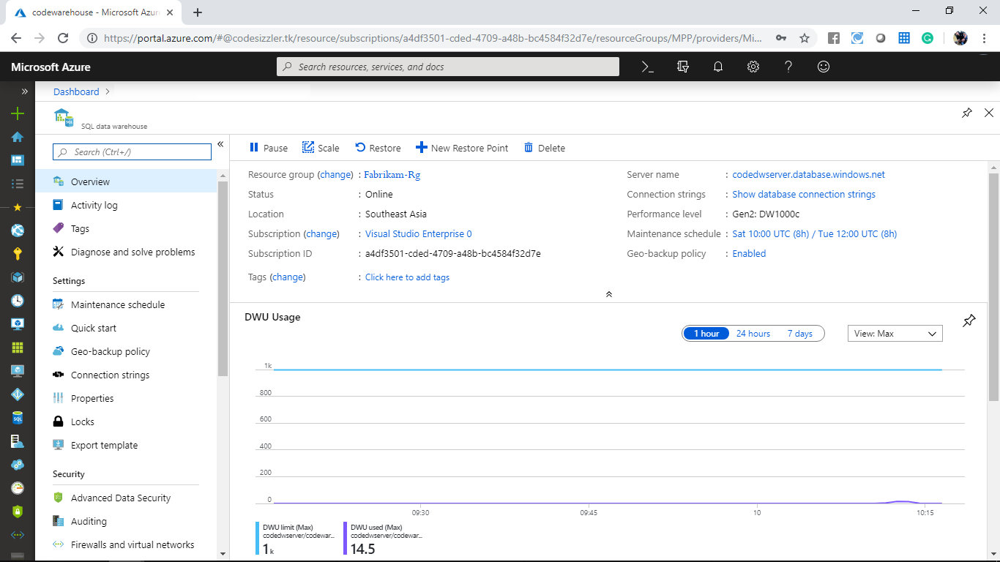 codewarehouse - Microsoft Azur
https://portal.azure.com/#@codesizzler.tk/resource/subscriptions/a4df3501-cded-4709-a48b-bc4584f32d7e/resourceGroups/MPP/providers/Mi...
Microsoft Azure
Search resources, services, and docs
Dashboard >
SQL data warehouse
Search (Ctrl+/)
Overview
Activity log
Tags
Diagnose and solve problems
Settings
Maintenance schedule
Quick start
Geo-backup policy
Connection strings
Properties
Locks
Export template
Security
Advanced Data Security
Auditing
Firewalls and virtual networks
Pause Scale Restore New Restore Point Delete
Resource group (change) : Fabrikam-Rg
Status : Online
Location : Southeast Asia
Subscription (change) : Visual Studio Enterprise 0
Subscription ID : a4df3501-cded-4709-a48b-bc4584f32d7e
Tags (change) : Click here to add tags
Server name : codedwserver.database.windows.net
Connection strings : Show database connection strings
Performance level : Gen2: DW1000c
Maintenance schedule : Sat 10:00 UTC (8h) / Tue 12:00 UTC (8h)
Geo-backup policy : Enabled
DWU Usage
1 hour 24 hours 7 days
View: Max
1k
800
600
400
200
0
09:30 09:45 10 10:15
DWU limit (Max)
codedwserver/codewar...
1 k
DWU used (Max)
codedwserver/codewar...
14.5
SQL